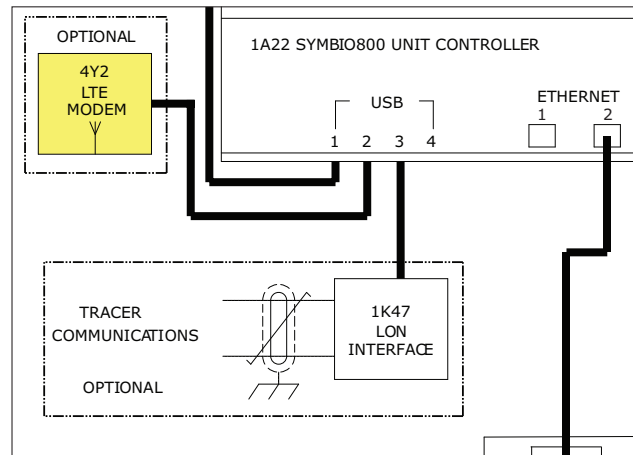 OPTIONAL
4Y2
LTE
MODEM
1A22 SYMBIO800 UNIT CONTROLLER
USB
1 2 3 4
ETHERNET
1 2
TRACER
COMMUNICATIONS
OPTIONAL
1K47
LON
INTERFACE